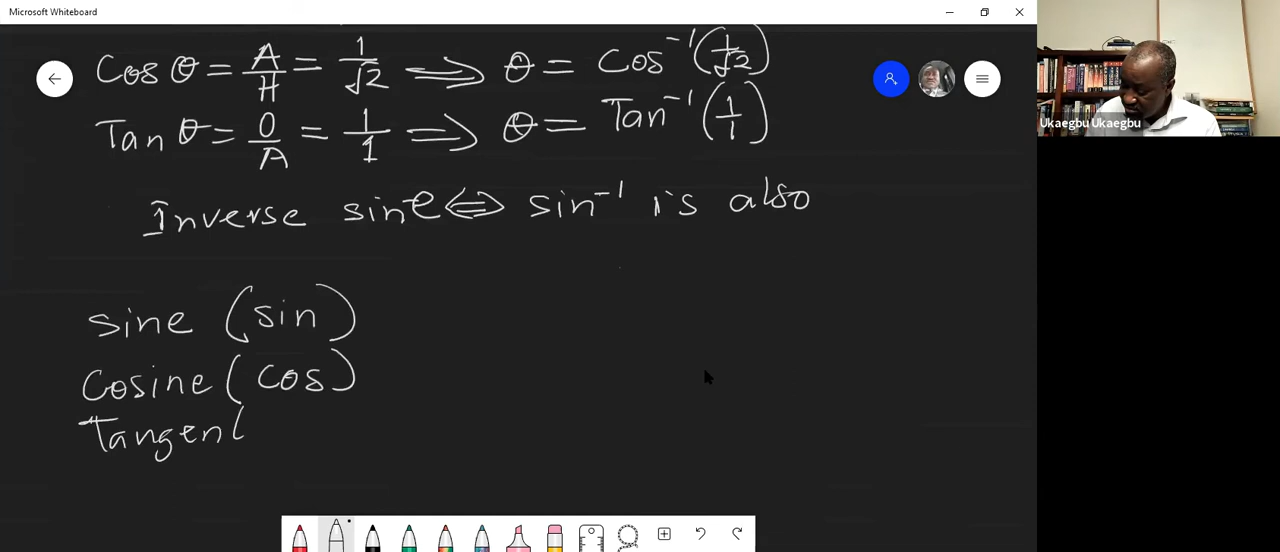 Microsoft Whiteboard
Cos θ = A/H = 1/√2 ⟹ θ = Cos⁻¹(1/√2)
Tan θ = O/A = 1/1 ⟹ θ = Tan⁻¹(1/1)
Inverse sine ⟺ sin⁻¹ is also
sine (sin)
Cosine (cos)
Tangen(
Ukaegbu Ukaegbu